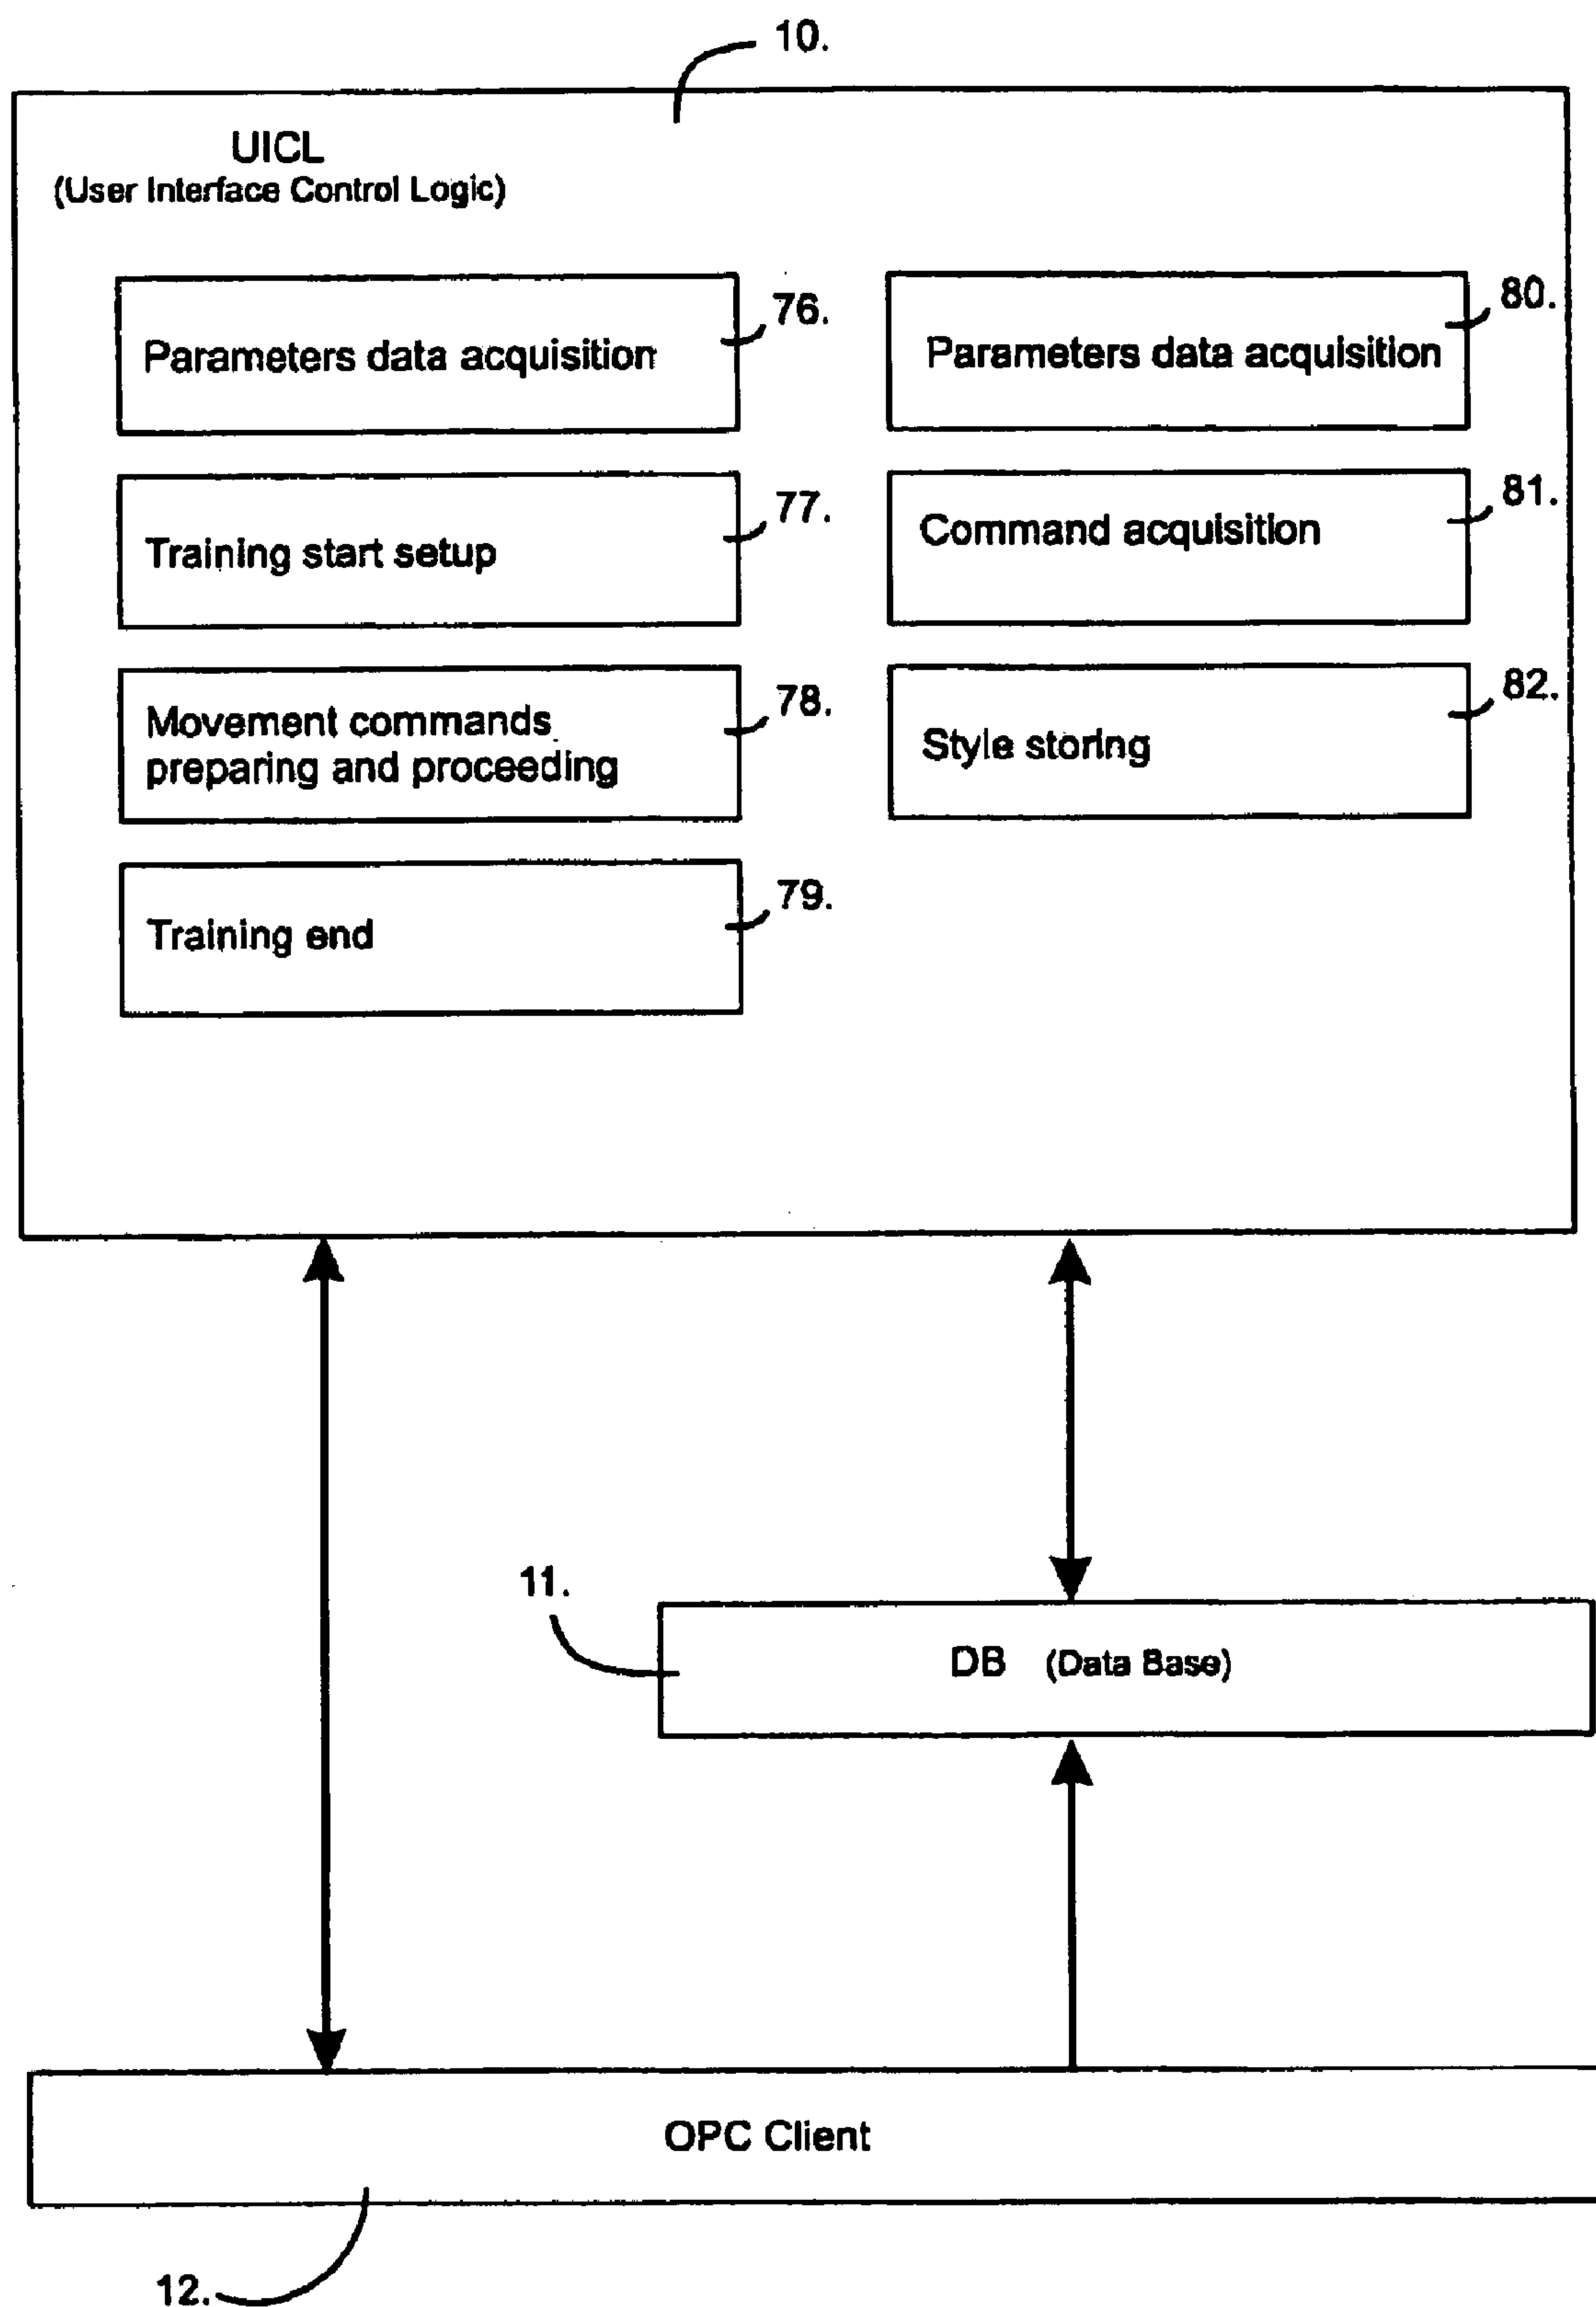 10.
UICL
(User Interface Control Logic)
Parameters data acquisition
76.
Parameters data acquisition
80.
Training start setup
77.
Command acquisition
81.
Movement commands
preparing and proceeding
78.
Style storing
82.
Training end
79.
11.
DB (Data Base)
OPC Client
12.